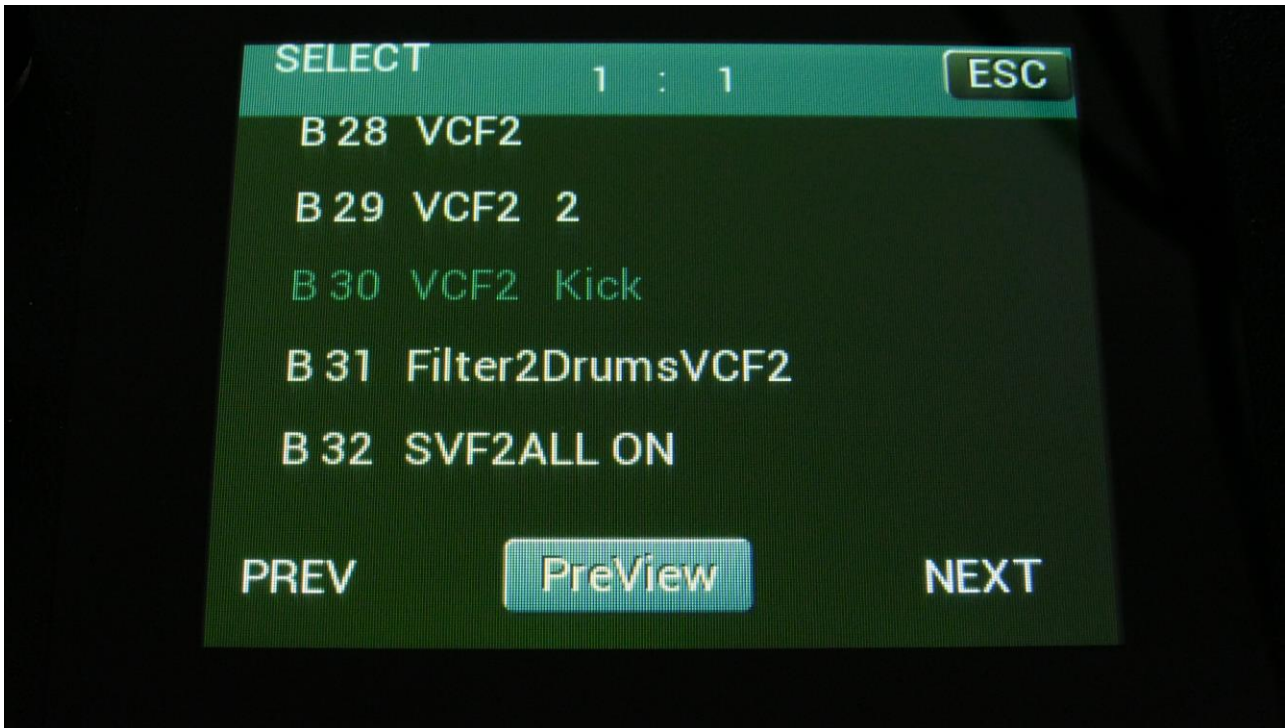 SELECT 1 : 1 ESC
B 28 VCF2
B 29 VCF2 2
B 30 VCF2 Kick
B 31 Filter2DrumsVCF2
B 32 SVF2ALL ON
PREV PreView NEXT